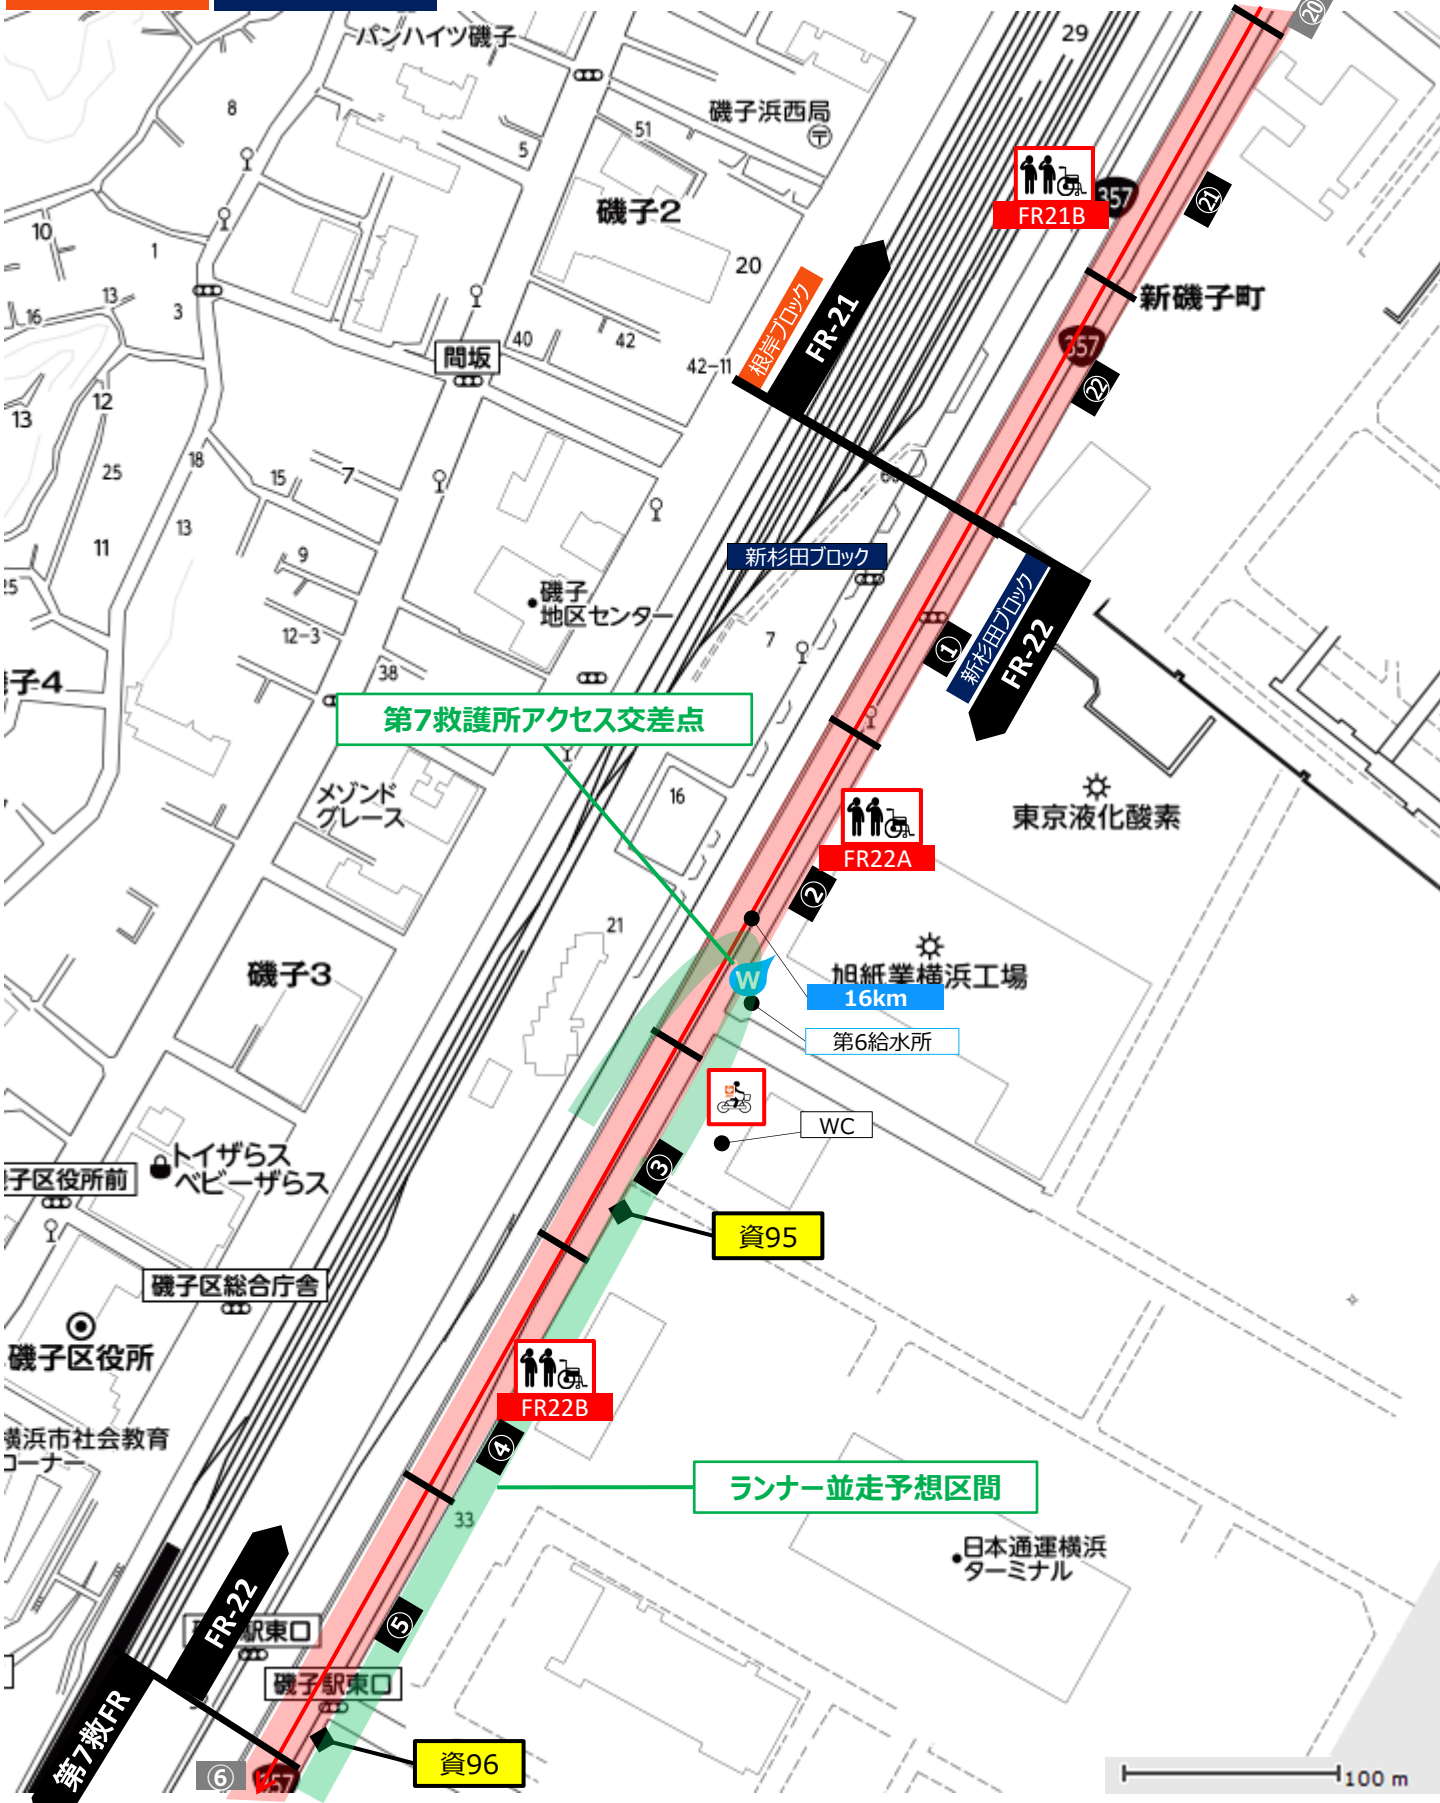 パンハイツ磯子
29
⑳
8
磯子浜西局
51
5
FR21B
357
㉑
磯子2
10
1
20
13
3
16
新磯子町
根岸ブロック
FR-21
357
40
42
間坂
42-11
㉒
12
13
18
25
15
7
13
11
9
新杉田ブロック
25
磯子
地区センター
12-3
7
①
新杉田ブロック
FR-22
38
子4
第7救護所アクセス交差点
メゾンド
グレース
16
東京液化酸素
FR22A
②
21
磯子3
旭紙業横浜工場
W
16km
第6給水所
WC
トイザらス
ベビーザらス
子区役所前
③
資95
磯子区総合庁舎
磯子区役所
FR22B
横浜市社会教育
コーナー
④
ランナー並走予想区間
33
日本通運横浜
ターミナル
FR-22
駅東口
⑤
磯子駅東口
第7救FR
資96
⑥
357
100 m